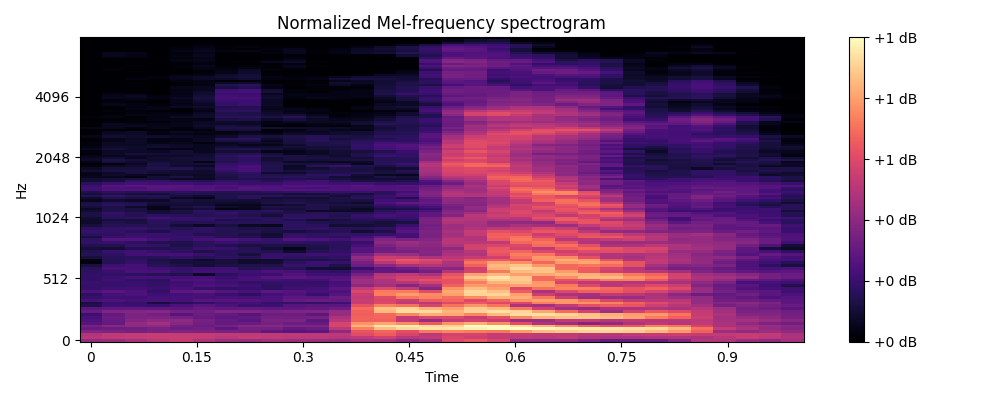 Normalized Mel-frequency spectrogram
Hz
4096
2048
1024
512
0
0 0.15 0.3 0.45 0.6 0.75 0.9
Time
+1 dB
+1 dB
+1 dB
+0 dB
+0 dB
+0 dB